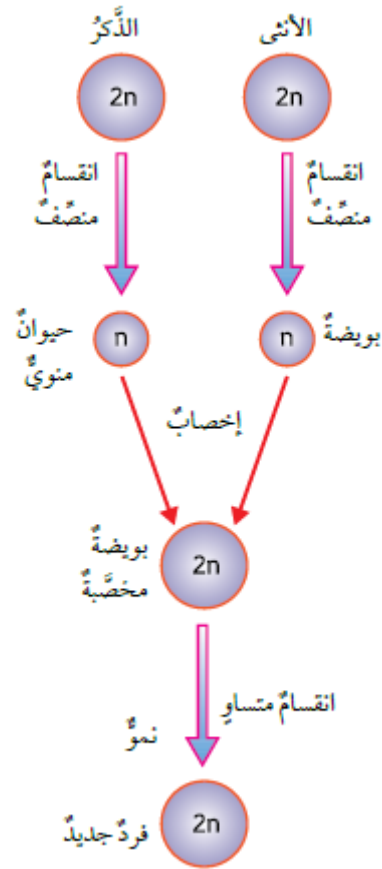 الأنثى
الذَّكرُ
2n
2n
انقسامٌ
منصِّفٌ
انقسامٌ
منصِّفٌ
بويضةٌ
n
n
حيوانٌ
منويٌّ
إخصابٌ
2n
بويضةٌ
مخصَّبةٌ
انقسامٌ متساوٍ
نموٌّ
2n
فردٌ جديدٌ